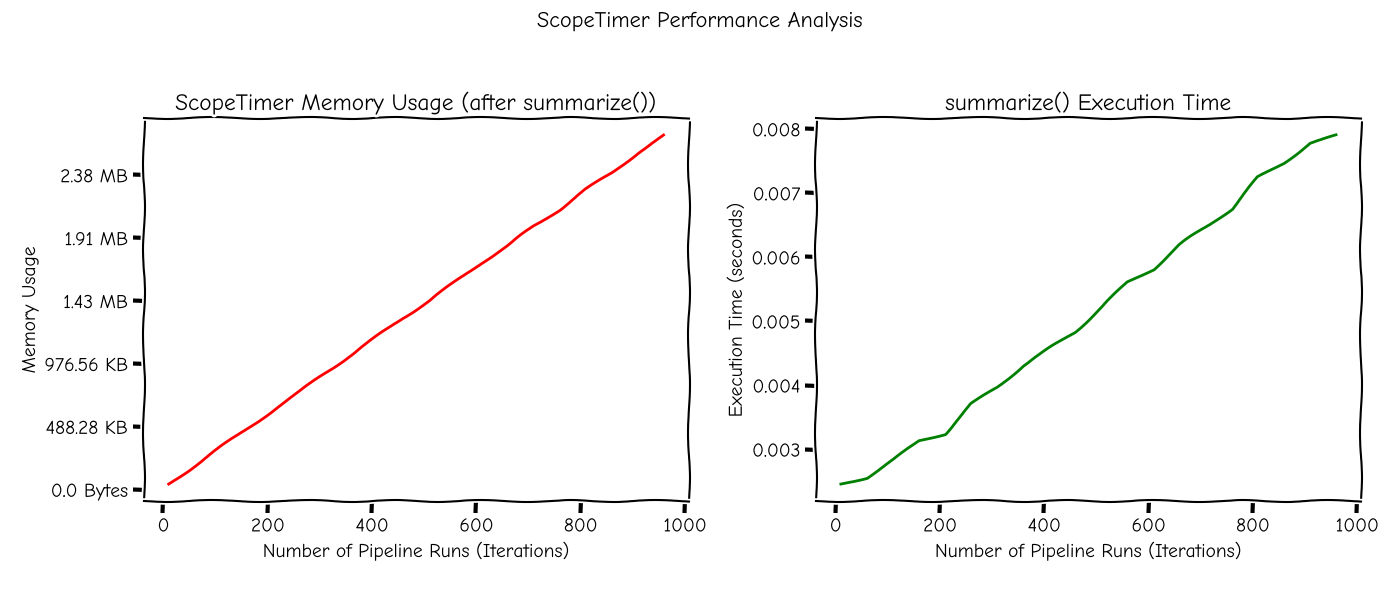 ScopeTimer Performance Analysis
ScopeTimer Memory Usage (after summarize())
Memory Usage
2.38 MB
1.91 MB
1.43 MB
976.56 KB
488.28 KB
0.0 Bytes
0 200 400 600 800 1000
Number of Pipeline Runs (Iterations)
summarize() Execution Time
Execution Time (seconds)
0.008
0.007
0.006
0.005
0.004
0.003
0 200 400 600 800 1000
Number of Pipeline Runs (Iterations)